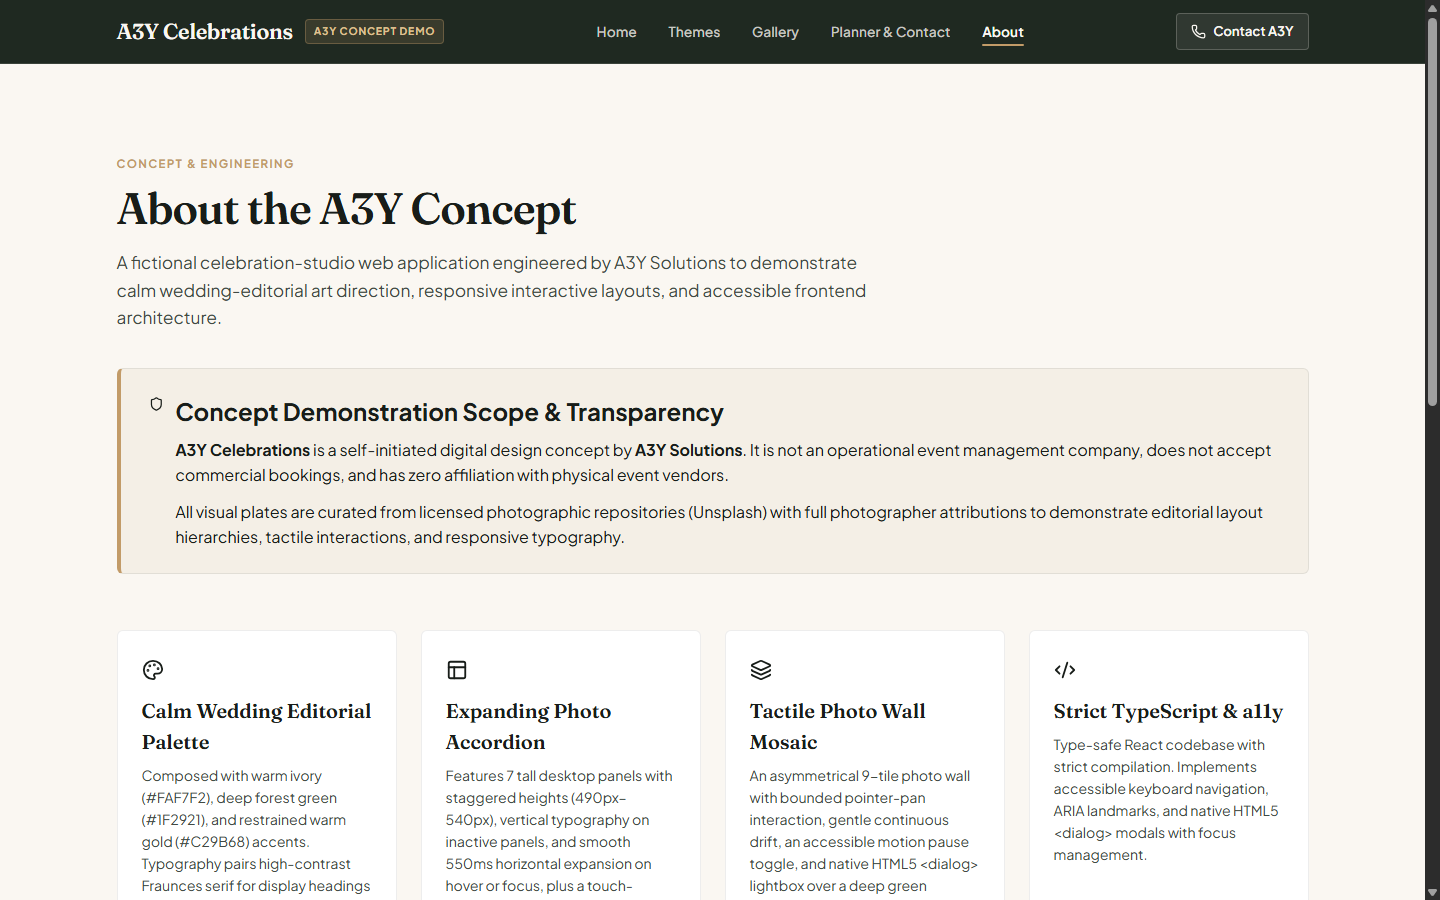 A3Y Celebrations
A3Y CONCEPT DEMO
Home
Themes
Gallery
Planner & Contact
About
Contact A3Y
CONCEPT & ENGINEERING
About the A3Y Concept
A fictional celebration-studio web application engineered by A3Y Solutions to demonstrate
calm wedding-editorial art direction, responsive interactive layouts, and accessible frontend
architecture.
Concept Demonstration Scope & Transparency
A3Y Celebrations is a self-initiated digital design concept by A3Y Solutions. It is not an operational event management company, does not accept
commercial bookings, and has zero affiliation with physical event vendors.
All visual plates are curated from licensed photographic repositories (Unsplash) with full photographer attributions to demonstrate editorial layout
hierarchies, tactile interactions, and responsive typography.
Calm Wedding Editorial
Palette
Composed with warm ivory
(#FAF7F2), deep forest green
(#1F2921), and restrained warm
gold (#C29B68) accents.
Typography pairs high-contrast
Fraunces serif for display headings
Expanding Photo
Accordion
Features 7 tall desktop panels with
staggered heights (490px–
540px), vertical typography on
inactive panels, and smooth
550ms horizontal expansion on
hover or focus, plus a touch-
Tactile Photo Wall
Mosaic
An asymmetrical 9-tile photo wall
with bounded pointer-pan
interaction, gentle continuous
drift, an accessible motion pause
toggle, and native HTML5 <dialog>
lightbox over a deep green
Strict TypeScript & a11y
Type-safe React codebase with
strict compilation. Implements
accessible keyboard navigation,
ARIA landmarks, and native HTML5
<dialog> modals with focus
management.